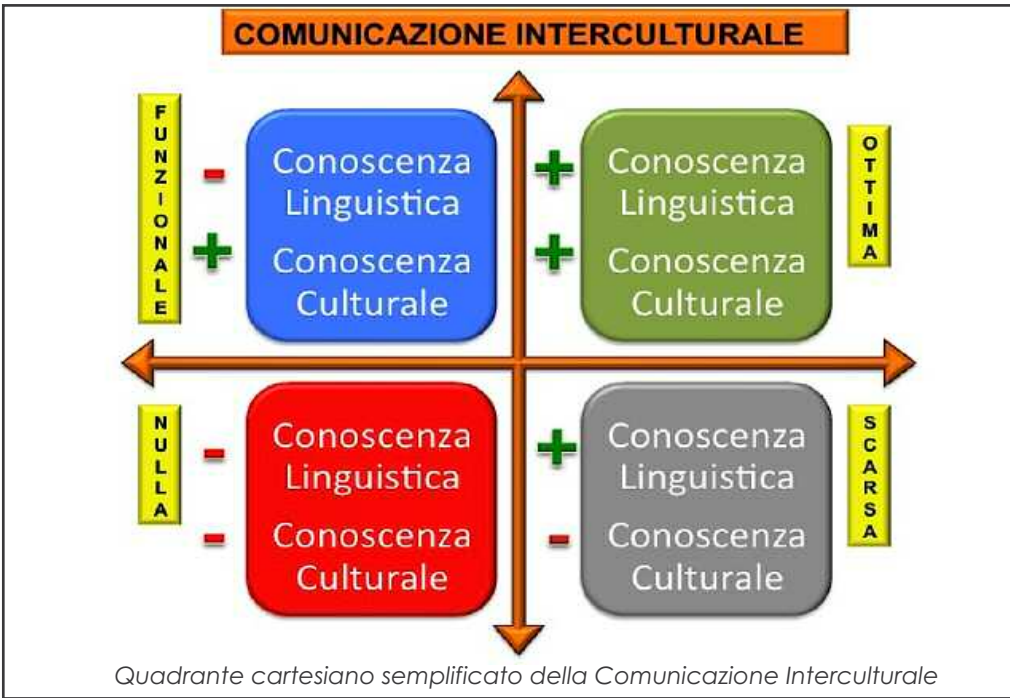 COMUNICAZIONE INTERCULTURALE
FUNZIONALE
-
Conoscenza
Linguistica
+
Conoscenza
Culturale
+
Conoscenza
Linguistica
+
Conoscenza
Culturale
OTTIMA
NULLA
-
Conoscenza
Linguistica
-
Conoscenza
Culturale
+
Conoscenza
Linguistica
-
Conoscenza
Culturale
SCARSA
Quadrante cartesiano semplificato della Comunicazione Interculturale